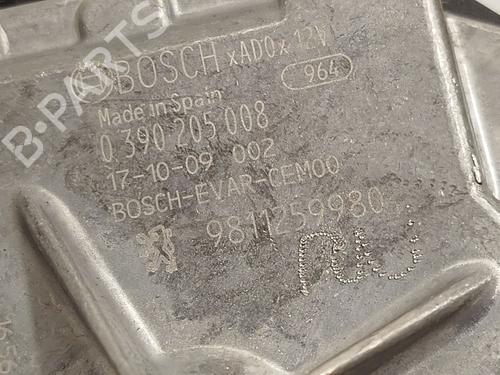 BOSCH xADOx 12V
964
Made in Spain
0 390 205 008
17-10-09 002
BOSCH-EVAR-CEM00
9811259980
B-PARTS